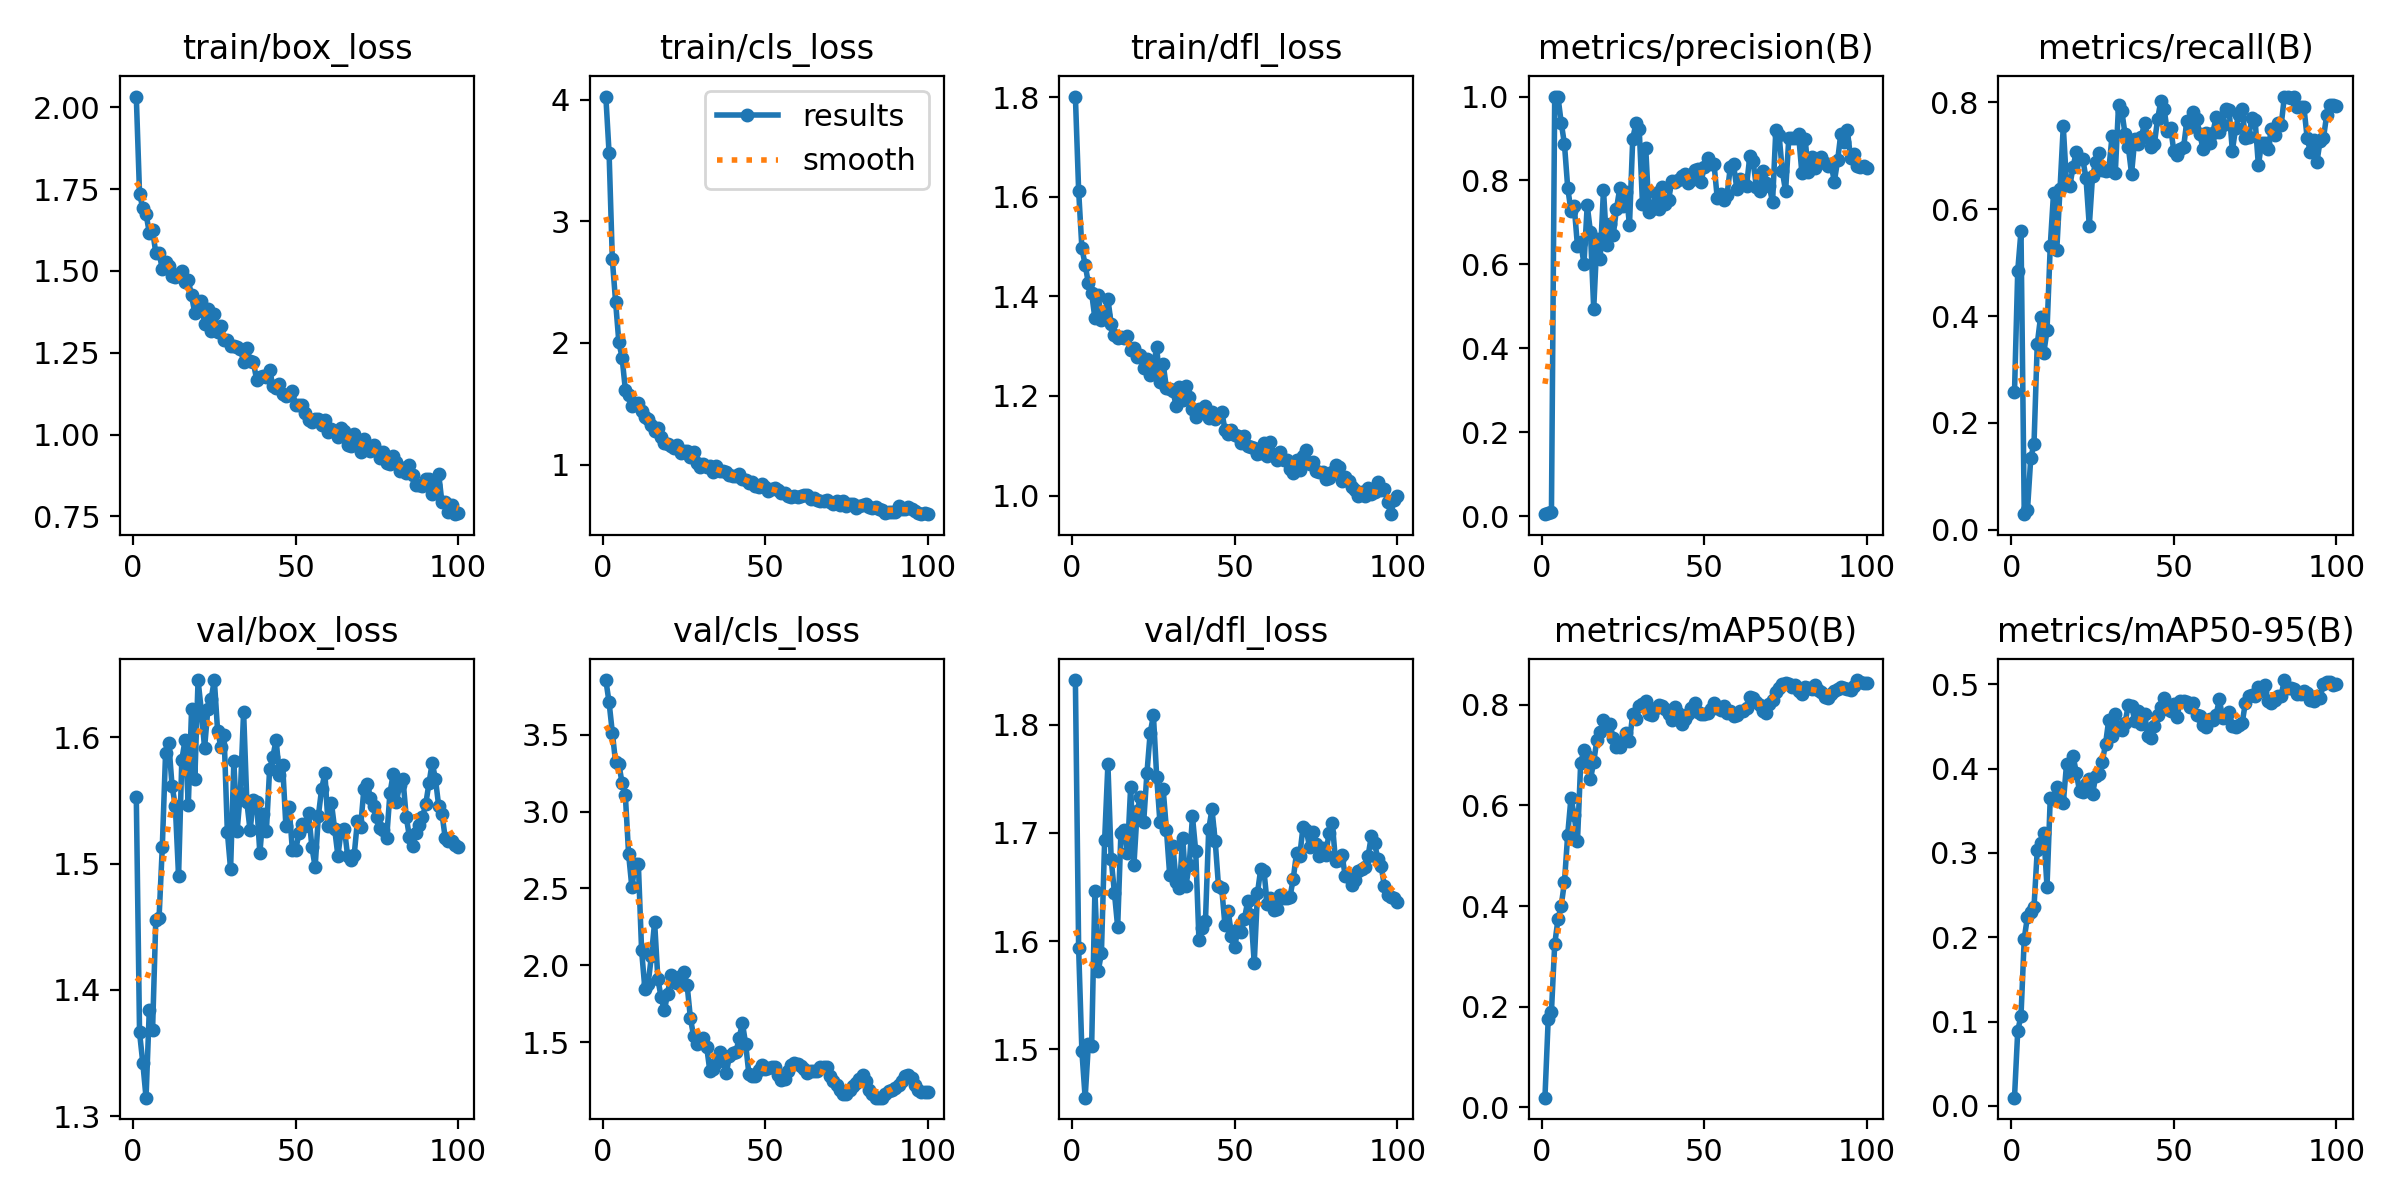 train/box_loss
2.00
1.75
1.50
1.25
1.00
0.75
0 50 100
train/cls_loss
results
smooth
4
3
2
1
0 50 100
train/dfl_loss
1.8
1.6
1.4
1.2
1.0
0 50 100
metrics/precision(B)
1.0
0.8
0.6
0.4
0.2
0.0
0 50 100
metrics/recall(B)
0.8
0.6
0.4
0.2
0.0
0 50 100
val/box_loss
1.6
1.5
1.4
1.3
0 50 100
val/cls_loss
3.5
3.0
2.5
2.0
1.5
0 50 100
val/dfl_loss
1.8
1.7
1.6
1.5
0 50 100
metrics/mAP50(B)
0.8
0.6
0.4
0.2
0.0
0 50 100
metrics/mAP50-95(B)
0.5
0.4
0.3
0.2
0.1
0.0
0 50 100